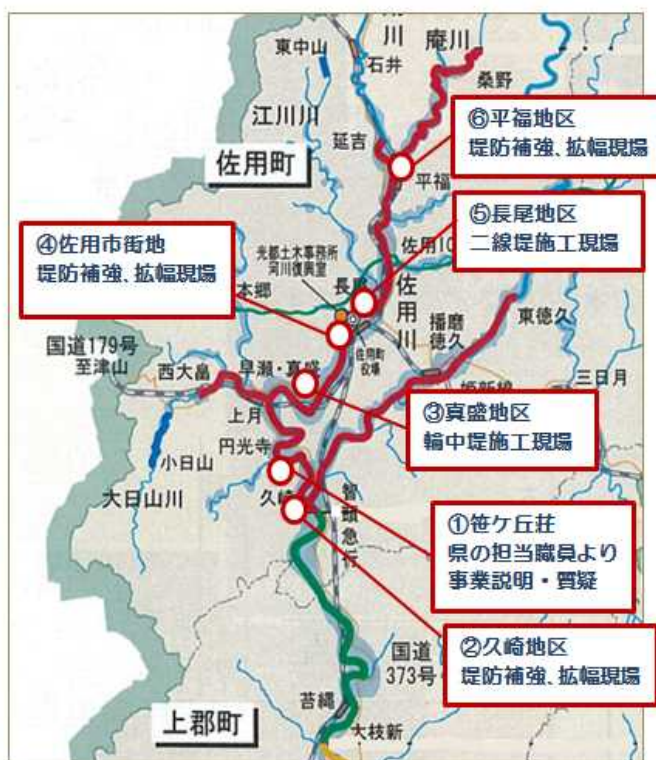 庵川
川
東中山
石井
桑野
江川川
延吉
佐用町
平福
⑥平福地区
堤防補強、拡幅現場
⑤長尾地区
二線堤施工現場
④佐用市街地
堤防補強、拡幅現場
光都土木事務所
河川復興室
長尾
佐用
本郷
佐用川
播磨
徳久
東徳久
佐用町
役場
国道179号
至津山
西大畠
早瀬・真盛
姫新線
三日月
上月
③真盛地区
輪中堤施工現場
円光寺
小日山
大日山川
久崎
智頭急行
①笹ケ丘荘
県の担当職員より
事業説明・質疑
②久崎地区
堤防補強、拡幅現場
国道
373号
苔縄
上郡町
大枝新